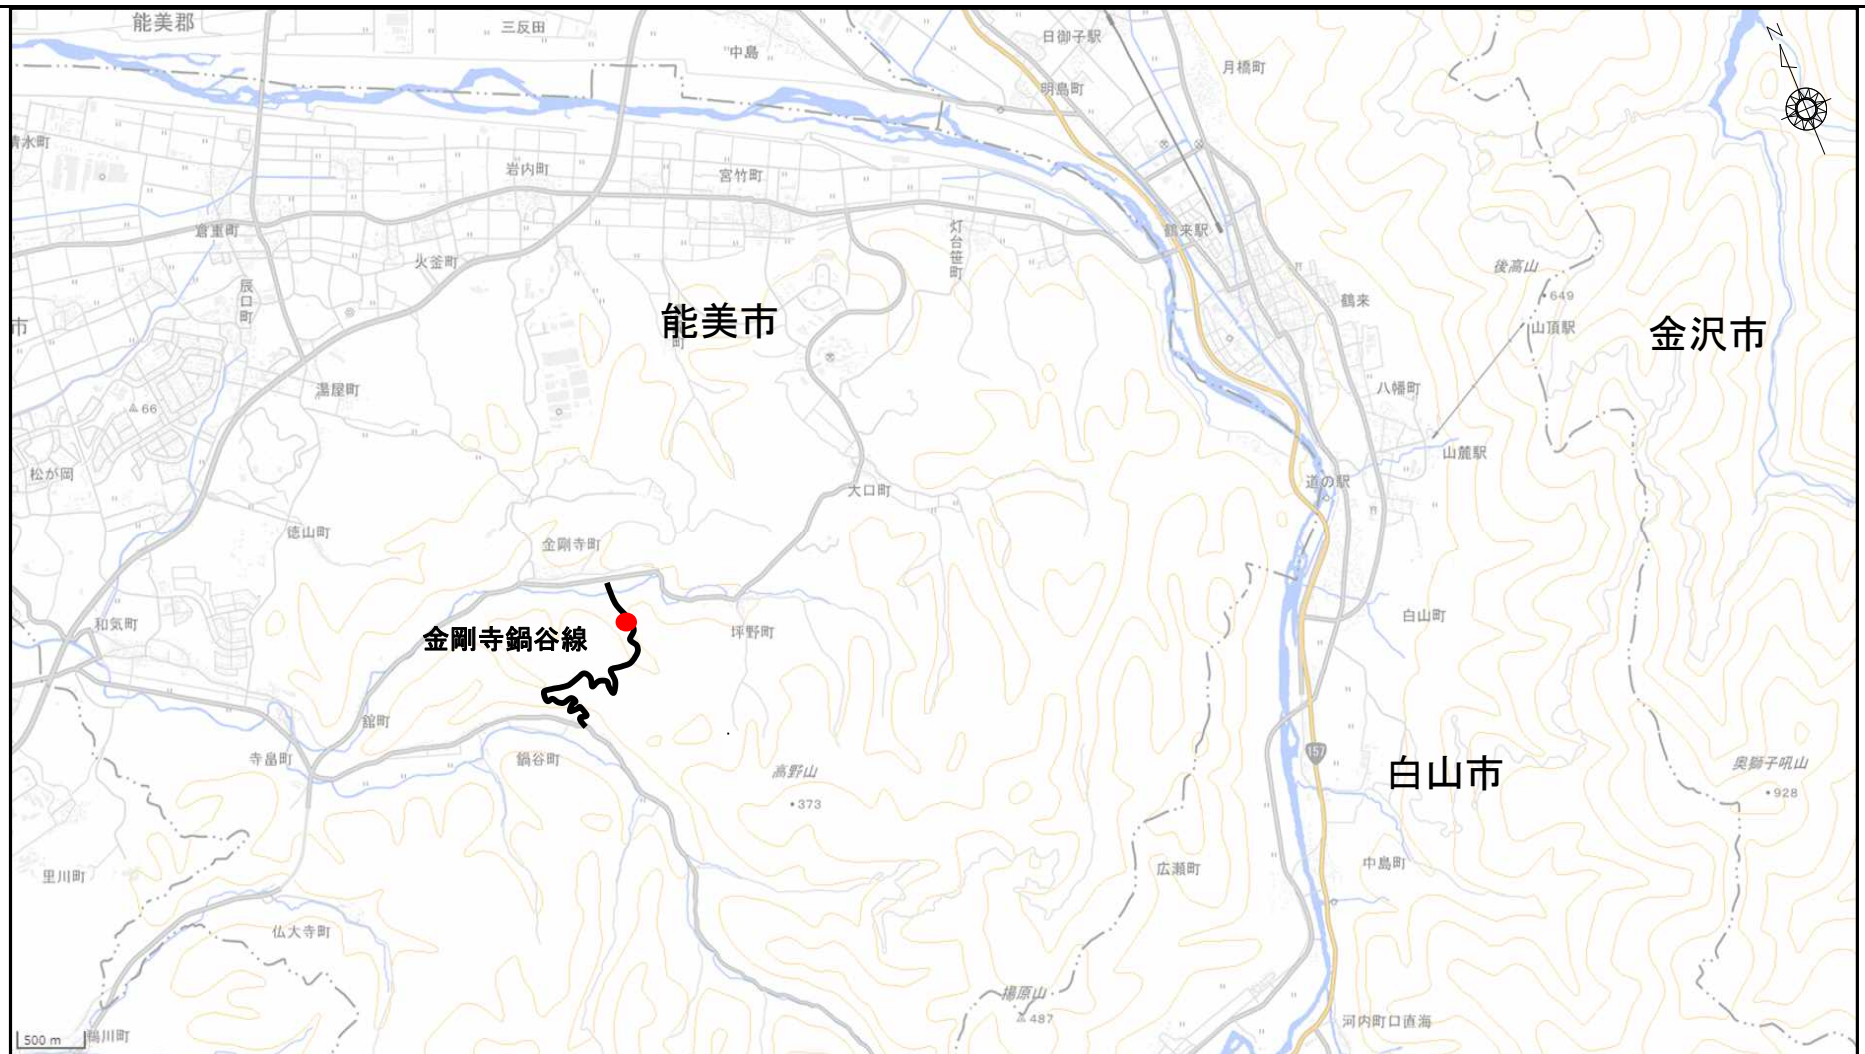 能美郡
三反田
中島
日御子駅
月橋町
N
明島町
清水町
岩内町
宮竹町
倉重町
灯台笹町
鶴来駅
火釜町
後高山
辰口町
・649
鶴来
能美市
山頂駅
金沢市
市
町
湯屋町
八幡町
66
山麓駅
松が岡
道の駅
大口町
徳山町
金剛寺町
白山町
和気町
坪野町
金剛寺鍋谷線
舘町
157
寺畠町
鍋谷町
高野山
白山市
奥獅子吼山
・373
・928
中島町
広瀬町
里川町
仏大寺町
揚原山
487
河内町口直海
500 m
鴨川町